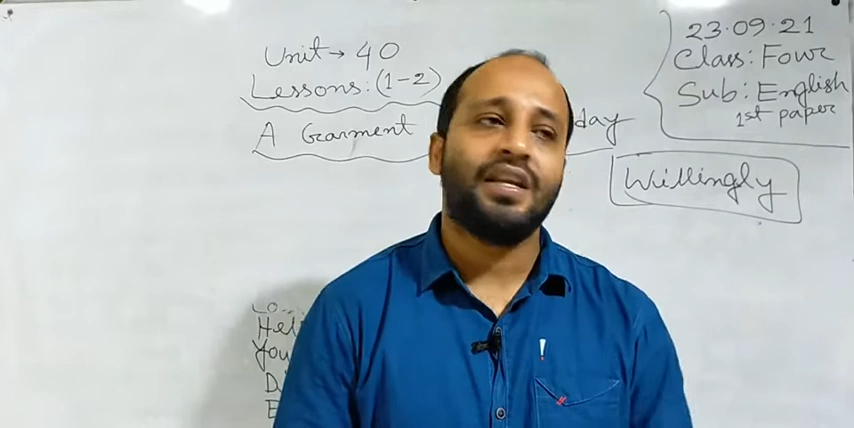 Unit → 40
Lessons: (1-2)
A Garment day
23.09.21
Class: Four
Sub: English
1st paper
Willingly